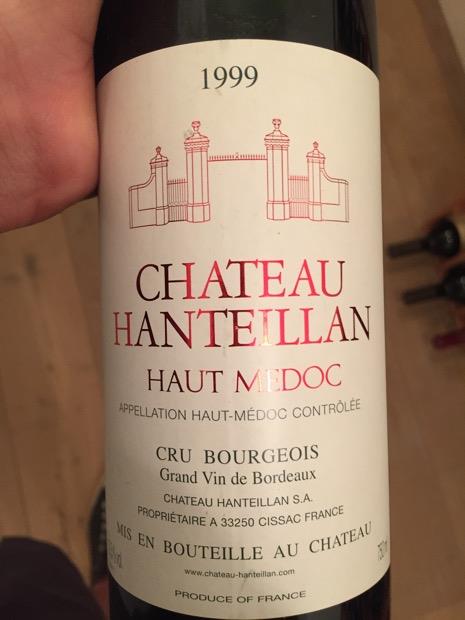 1999
CHATEAU
HANTEILLAN
HAUT MEDOC
APPELLATION HAUT-MÉDOC CONTRÔLÉE
CRU BOURGEOIS
Grand Vin de Bordeaux
CHATEAU HANTEILLAN S.A.
PROPRIÉTAIRE A 33250 CISSAC FRANCE
MIS EN BOUTEILLE AU CHATEAU
www.chateau-hanteillan.com
PRODUCE OF FRANCE